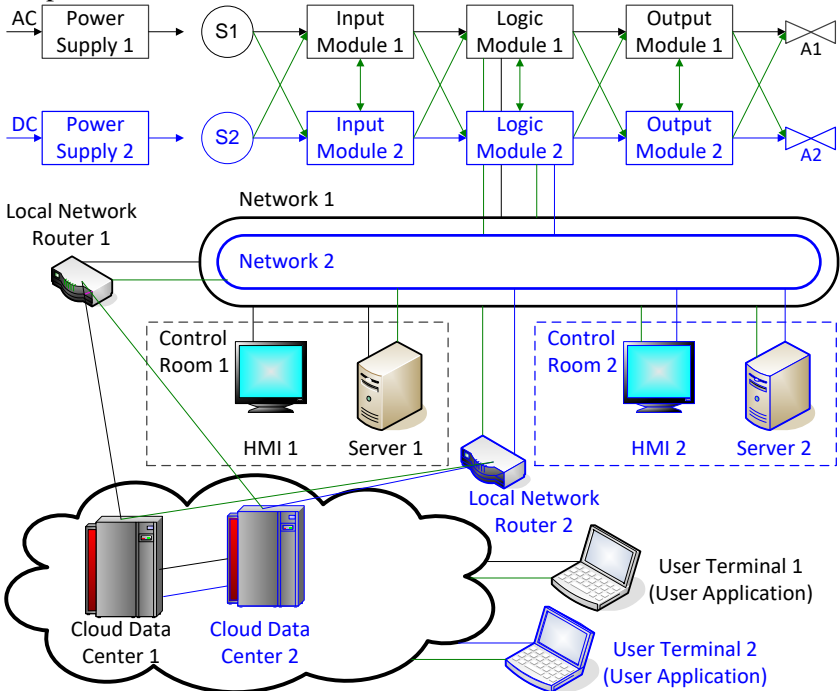 AC
Power
Supply 1
S1
Input
Module 1
Logic
Module 1
Output
Module 1
A1
DC
Power
Supply 2
S2
Input
Module 2
Logic
Module 2
Output
Module 2
A2
Network 1
Local Network
Router 1
Network 2
Control
Room 1
HMI 1
Server 1
Control
Room 2
HMI 2
Server 2
Local Network
Router 2
Cloud Data
Center 1
Cloud Data
Center 2
User Terminal 1
(User Application)
User Terminal 2
(User Application)